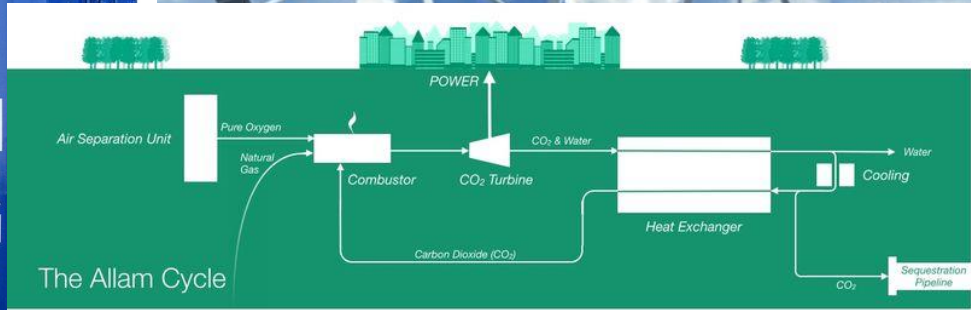 POWER
Air Separation Unit
Pure Oxygen
Natural
Gas
Combustor
CO₂ Turbine
CO₂ & Water
Water
Cooling
Heat Exchanger
Carbon Dioxide (CO₂)
CO₂
Sequestration
Pipeline
The Allam Cycle